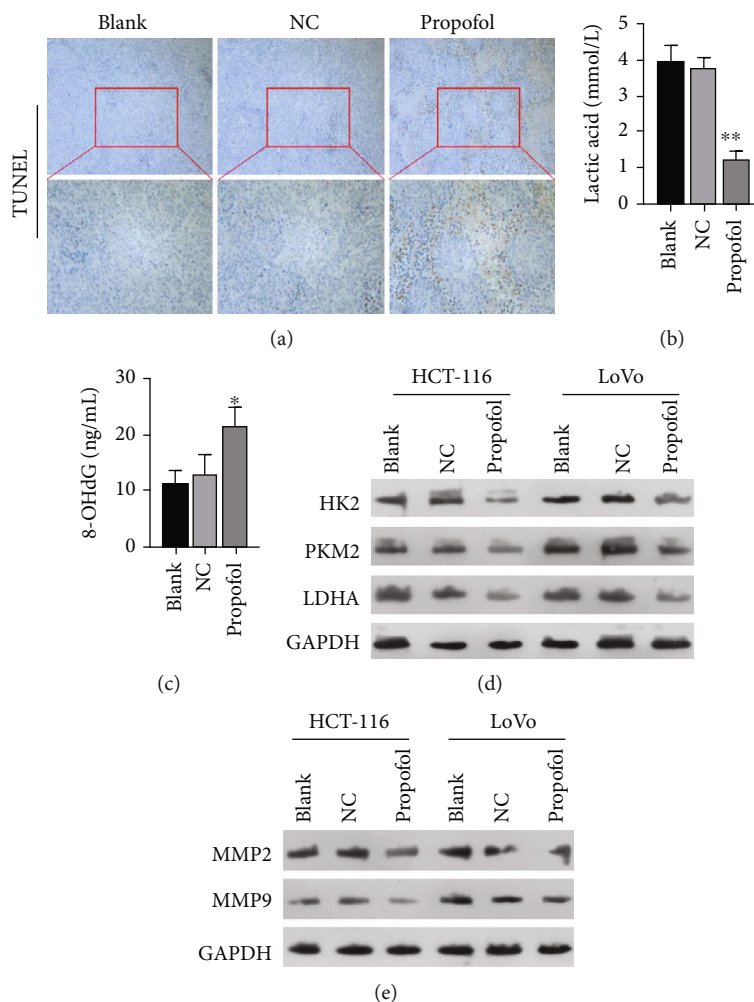 Blank NC Propofol
TUNEL
(a)
Lactic acid (mmol/L)
5
4
3
2
1
0
**
Blank
NC
Propofol
(b)
8-OHdG (ng/mL)
30
20
10
0
*
Blank
NC
Propofol
(c)
HCT-116 LoVo
Blank NC Propofol Blank NC Propofol
HK2
PKM2
LDHA
GAPDH
(d)
HCT-116 LoVo
Blank NC Propofol Blank NC Propofol
MMP2
MMP9
GAPDH
(e)